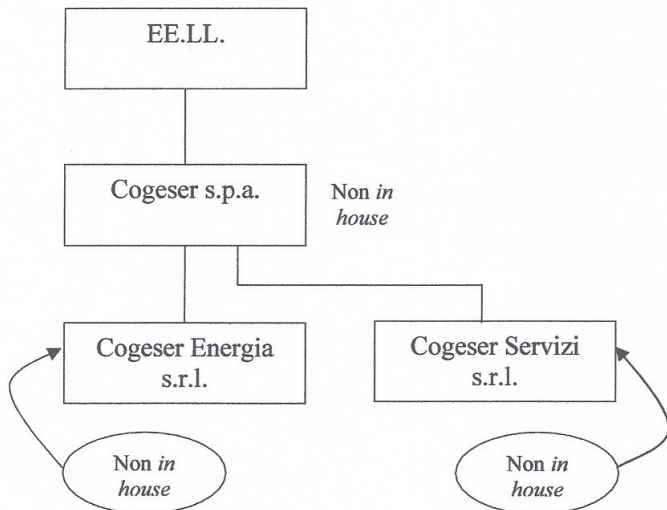 EE.LL.
Cogeser s.p.a.
Non in
house
Cogeser Energia
s.r.l.
Cogeser Servizi
s.r.l.
Non in
house
Non in
house